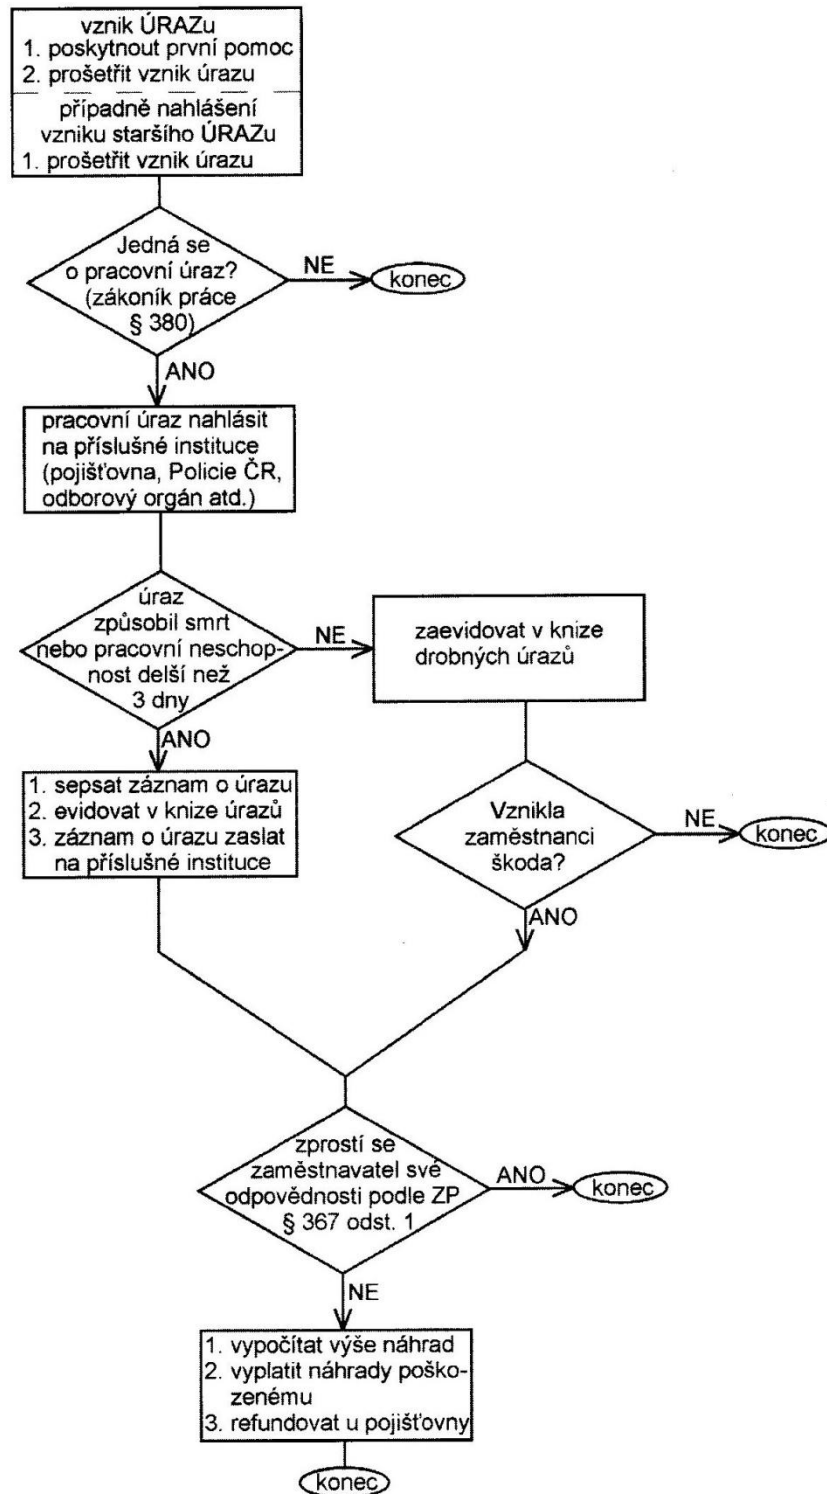 vznik ÚRAZu
1. poskytnout první pomoc
2. prošetřit vznik úrazu
případně nahlášení
vzniku staršího ÚRAZu
1. prošetřit vznik úrazu
Jedná se
o pracovní úraz?
(zákoník práce
§ 380)
NE
konec
ANO
pracovní úraz nahlásit
na příslušné instituce
(pojišťovna, Policie ČR,
odborový orgán atd.)
úraz
způsobil smrt
nebo pracovní neschop-
nost delší než
3 dny
NE
zaevidovat v knize
drobných úrazů
ANO
1. sepsat záznam o úrazu
2. evidovat v knize úrazů
3. záznam o úrazu zaslat
na příslušné instituce
Vznikla
zaměstnanci
škoda?
NE
konec
ANO
zprostí se
zaměstnavatel své
odpovědnosti podle ZP
§ 367 odst. 1
ANO
konec
NE
1. vypočítat výše náhrad
2. vyplatit náhrady poško-
zenému
3. refundovat u pojišťovny
konec